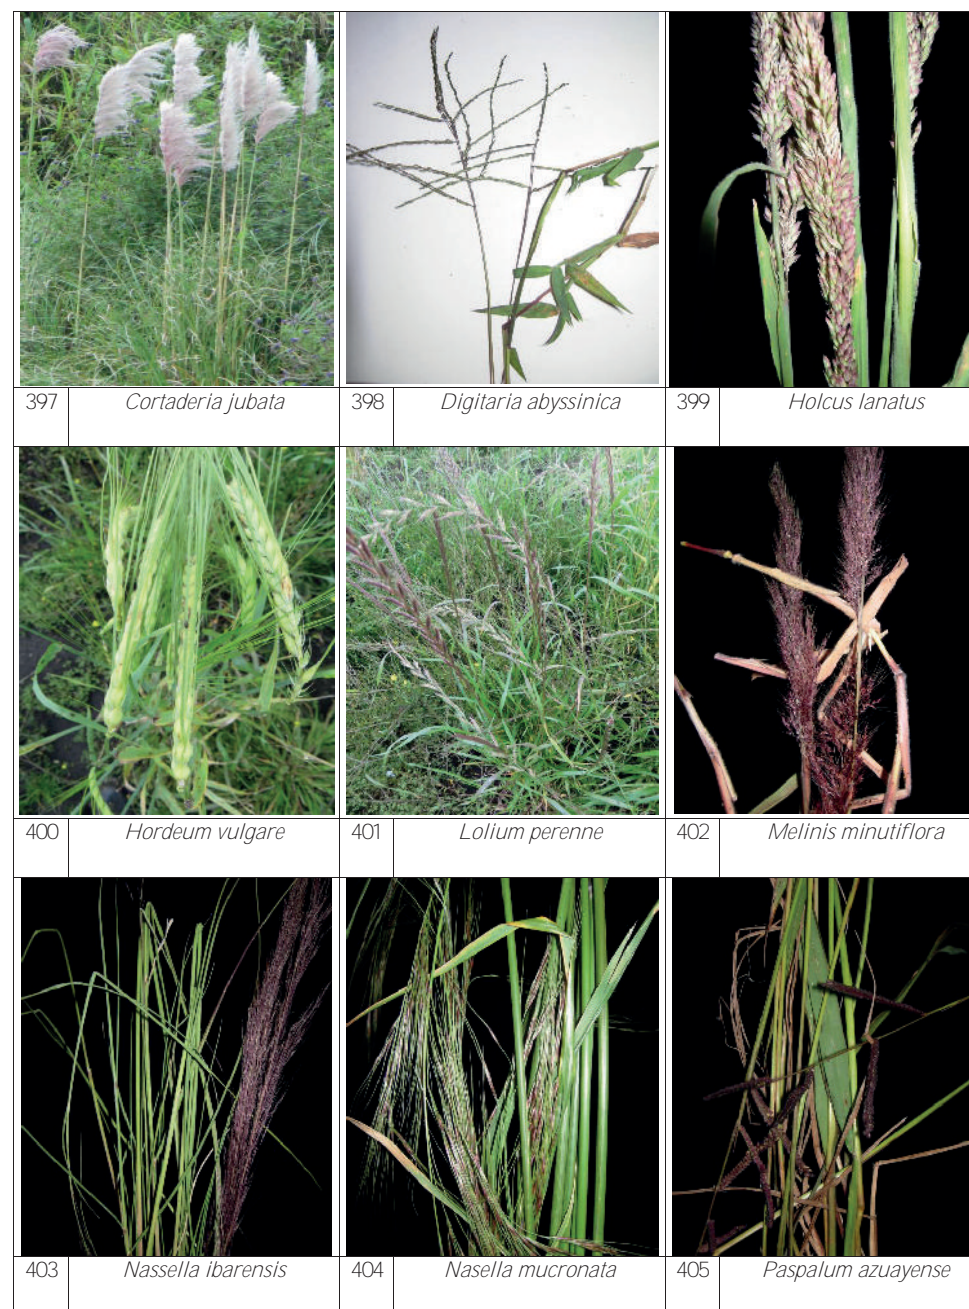 397 Cortaderia jubata 398 Digitaria abyssinica 399 Holcus lanatus
400 Hordeum vulgare 401 Lolium perenne 402 Melinis minutiflora
403 Nassella ibarensis 404 Nasella mucronata 405 Paspalum azuayense